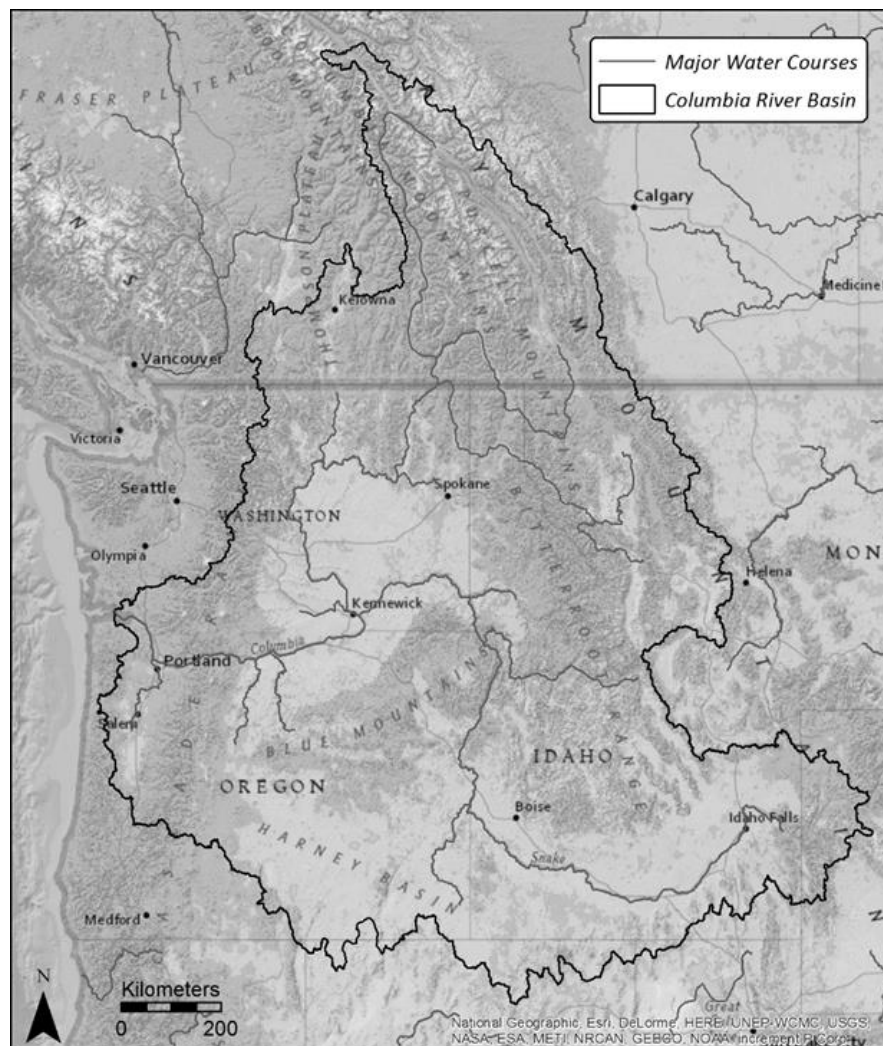 Major Water Courses
Columbia River Basin
FRASER PLATEAU
Calgary
Medicine
Kelowna
Vancouver
Victoria
Seattle
WASHINGTON
Spokane
Olympia
MON
Helena
Kennewick
Columbia
Portland
Salem
BLUE MOUNTAINS
IDAHO
RANGE
OREGON
Boise
Idaho Falls
Snake
HARNEY BASIN
Medford
N
Kilometers
0 200
Great
National Geographic, Esri, DeLorme, HERE, UNEP-WCMC, USGS,
NASA, ESA, METI, NRCAN, GEBCO, NOAA, increment P Corp.